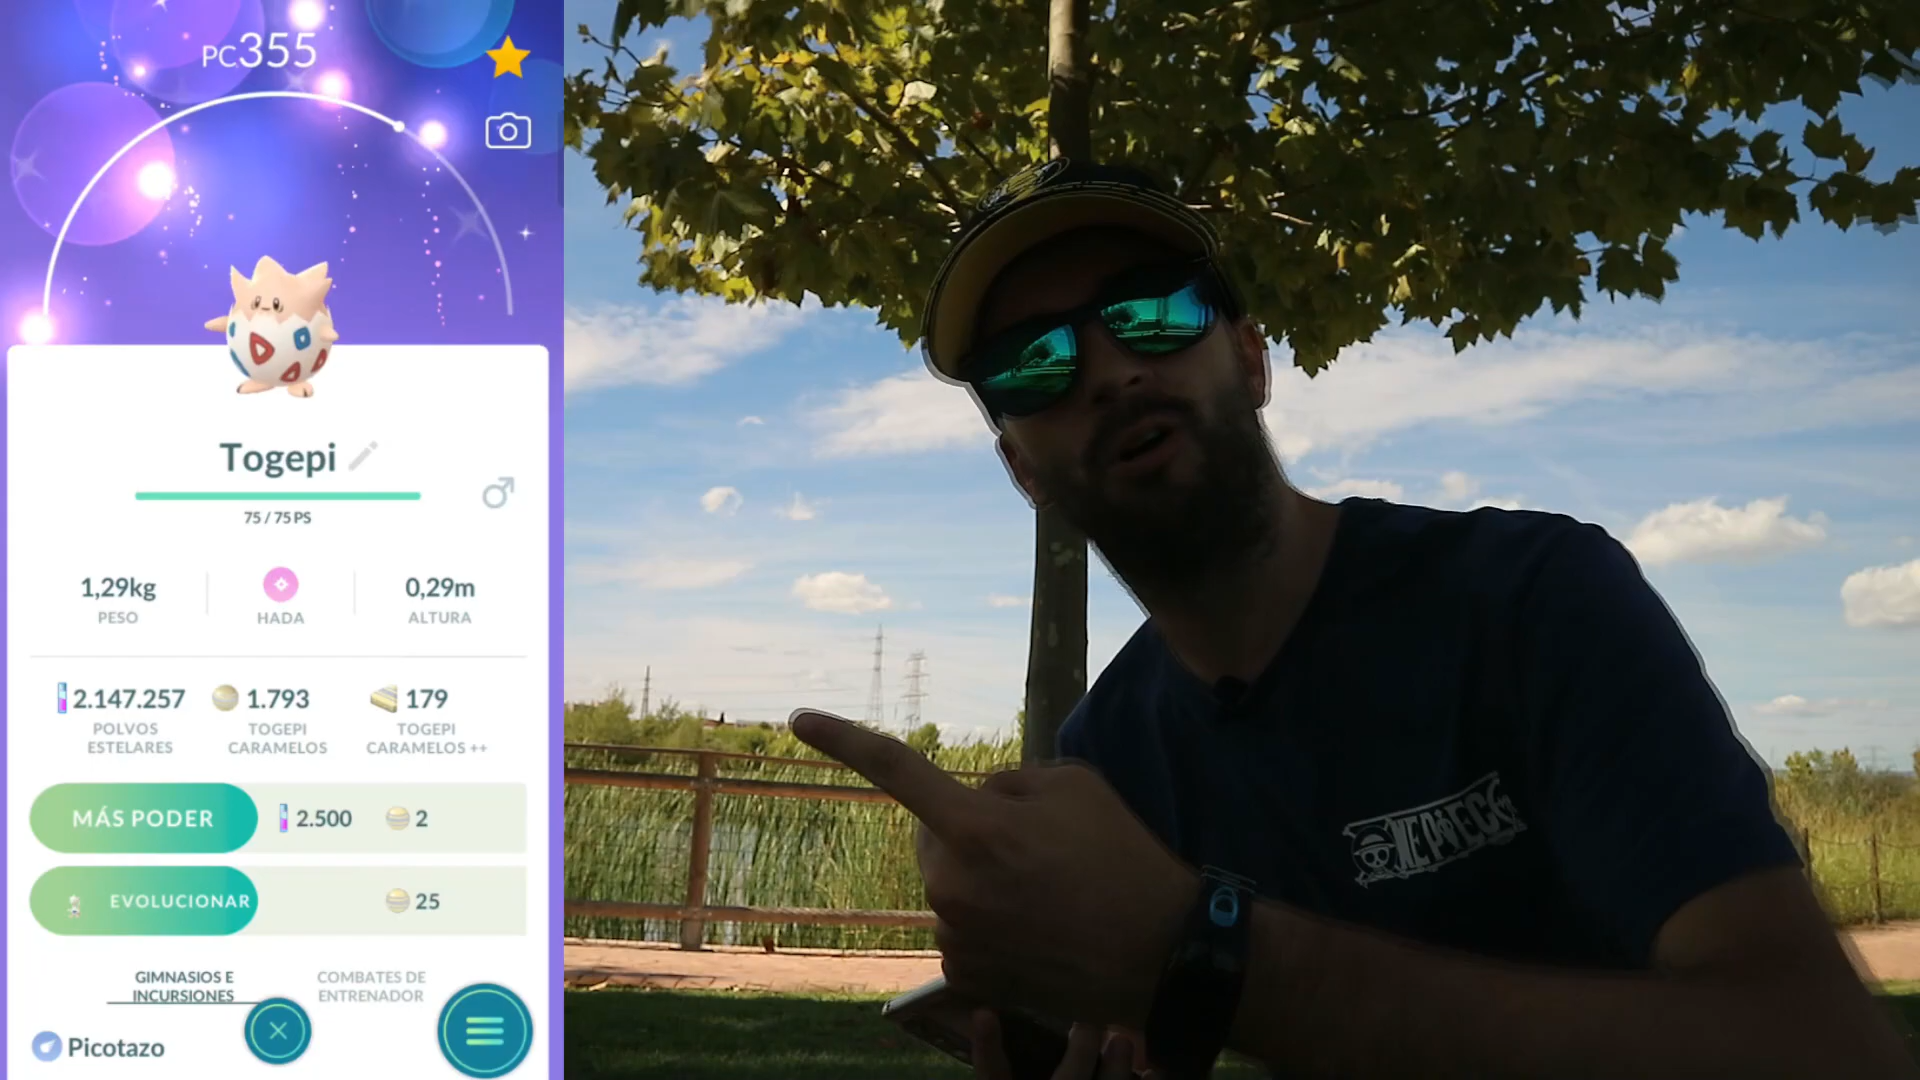 PC355
Togepi
75 / 75 PS
1,29kg
PESO
HADA
0,29m
ALTURA
2.147.257
POLVOS
ESTELARES
1.793
TOGEPI
CARAMELOS
179
TOGEPI
CARAMELOS ++
MÁS PODER
2.500
2
EVOLUCIONAR
25
GIMNASIOS E
INCURSIONES
COMBATES DE
ENTRENADOR
Picotazo